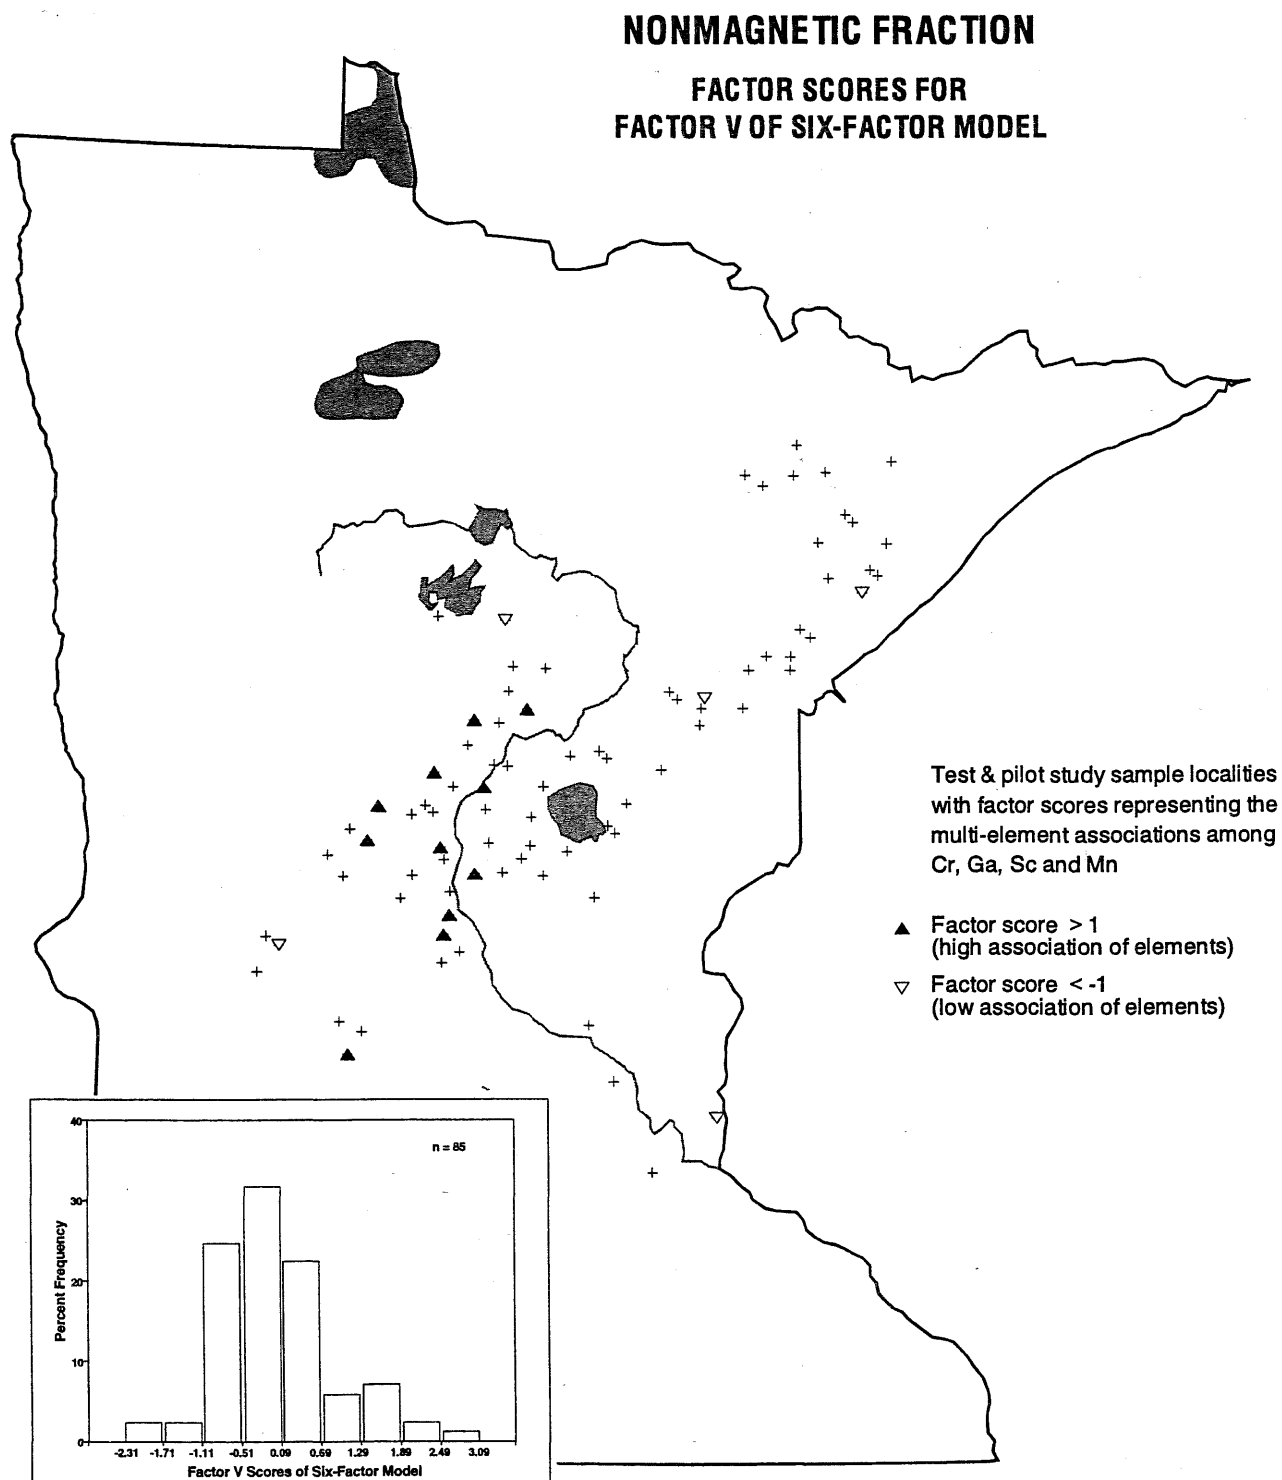 NONMAGNETIC FRACTION
FACTOR SCORES FOR
FACTOR V OF SIX-FACTOR MODEL
Test & pilot study sample localities
with factor scores representing the
multi-element associations among
Cr, Ga, Sc and Mn
Factor score > 1
(high association of elements)
Factor score < -1
(low association of elements)
40
n = 85
30
20
10
0
Percent Frequency
-2.31 -1.71 -1.11 -0.51 0.09 0.69 1.29 1.89 2.49 3.09
Factor V Scores of Six-Factor Model